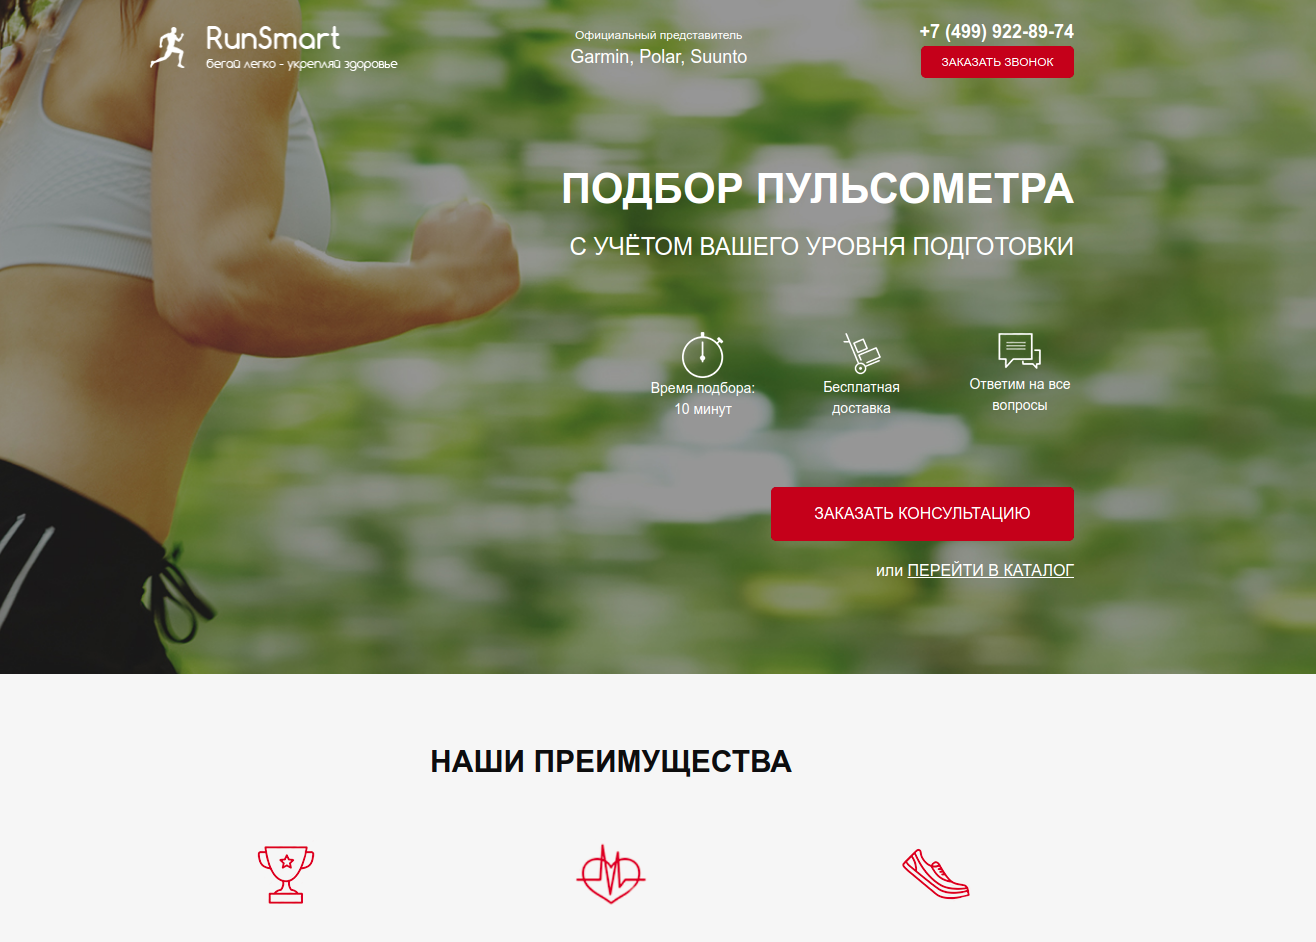 RunSmart
бегай легко - укрепляй здоровье
Официальный представитель
Garmin, Polar, Suunto
+7 (499) 922-89-74
ЗАКАЗАТЬ ЗВОНОК
ПОДБОР ПУЛЬСОМЕТРА
С УЧЁТОМ ВАШЕГО УРОВНЯ ПОДГОТОВКИ
Время подбора:
10 минут
Бесплатная
доставка
Ответим на все
вопросы
ЗАКАЗАТЬ КОНСУЛЬТАЦИЮ
или ПЕРЕЙТИ В КАТАЛОГ
НАШИ ПРЕИМУЩЕСТВА